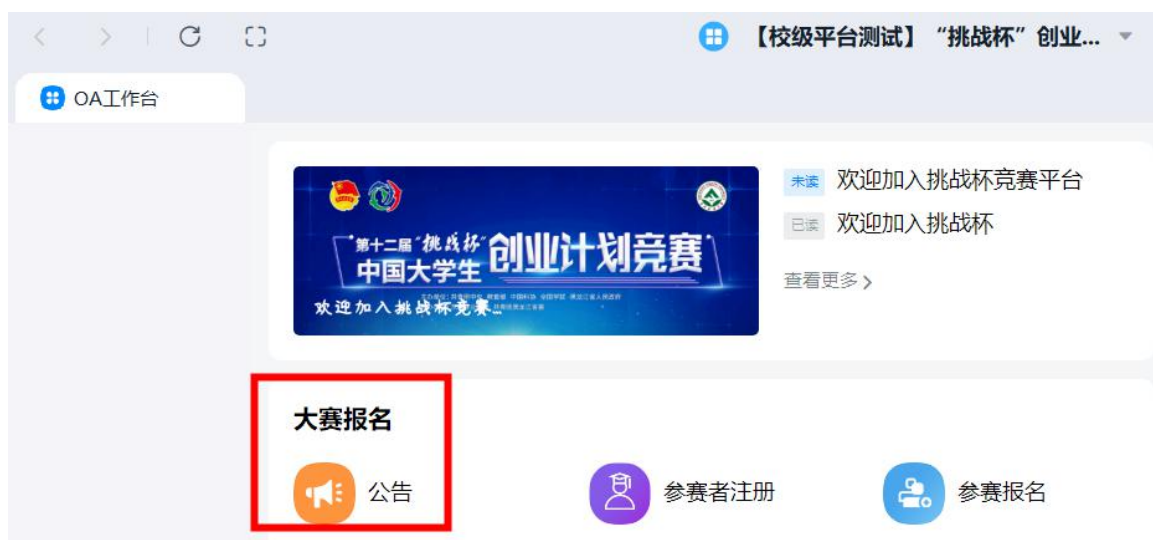 【校级平台测试】“挑战杯”创业...
OA工作台
第十二届“挑战杯”
中国大学生
创业计划竞赛
欢迎加入挑战杯竞赛...
未读 欢迎加入挑战杯竞赛平台
已读 欢迎加入挑战杯
查看更多 >
大赛报名
公告
参赛者注册
参赛报名